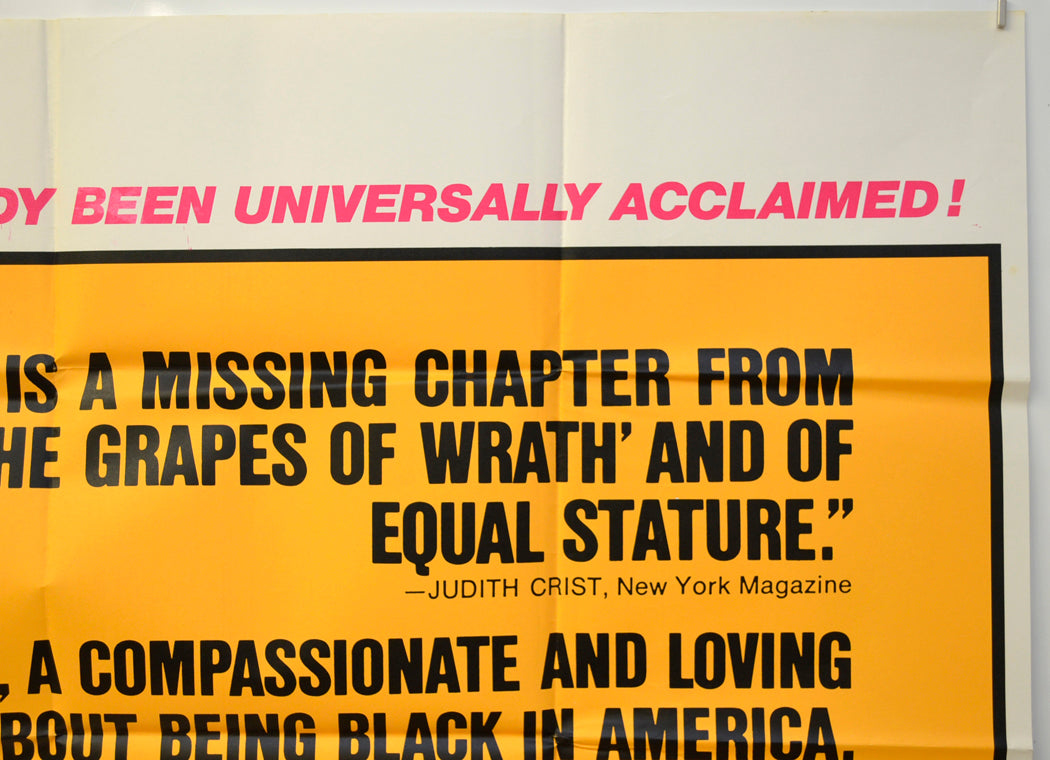 DY BEEN UNIVERSALLY ACCLAIMED!
IS A MISSING CHAPTER FROM
HE GRAPES OF WRATH' AND OF
EQUAL STATURE."
—JUDITH CRIST, New York Magazine
, A COMPASSIONATE AND LOVING
BOUT BEING BLACK IN AMERICA.